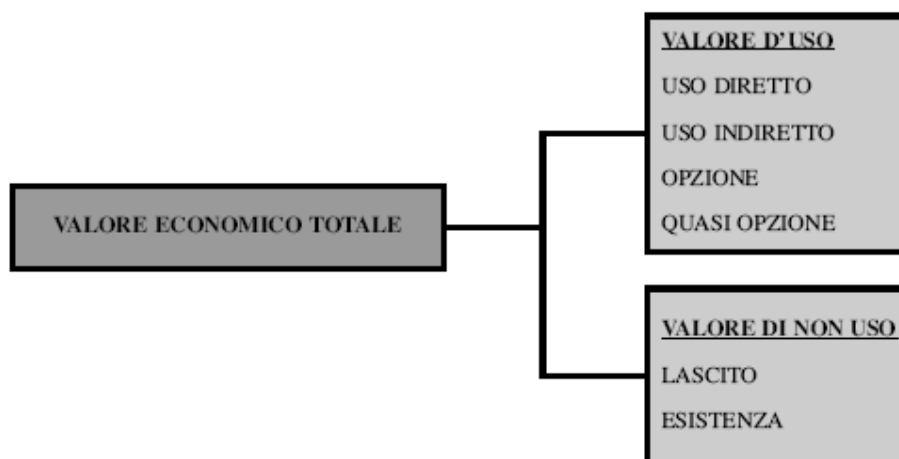 VALORE D'USO
USO DIRETTO
USO INDIRETTO
OPZIONE
QUASI OPZIONE
VALORE ECONOMICO TOTALE
VALORE DI NON USO
LASCITO
ESISTENZA